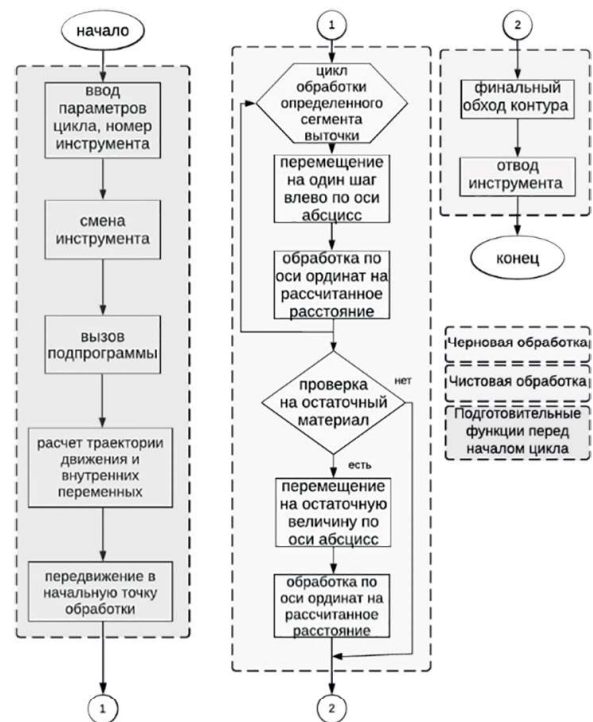 начало
ввод
параметров
цикла, номер
инструмента
смена
инструмента
вызов
подпрограммы
расчет траектории
движения и
внутренних
переменных
передвижение в
начальную точку
обработки
1
1
цикл
обработки
определенного
сегмента
выточки
перемещение
на один шаг
влево по оси
абсцисс
обработка по
оси ординат на
рассчитанное
расстояние
проверка
на остаточный
материал
нет
есть
перемещение
на остаточную
величину по
оси абсцисс
обработка по
оси ординат на
рассчитанное
расстояние
2
2
финальный
обход контура
отвод
инструмента
конец
Черновая обработка
Чистовая обработка
Подготовительные
функции перед
началом цикла